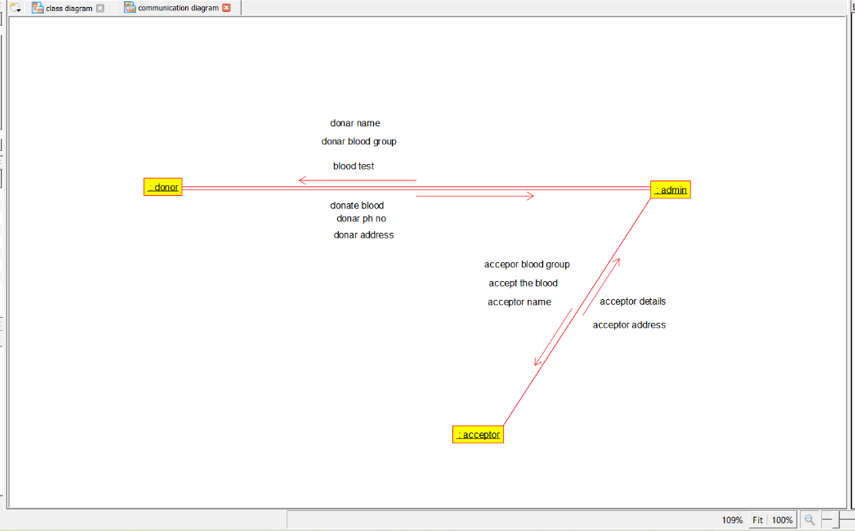 class diagram
communication diagram
donar name
donar blood group
blood test
: donor
: admin
donate blood
donar ph no
donar address
accepor blood group
accept the blood
acceptor name
acceptor details
acceptor address
: acceptor
109% Fit 100%